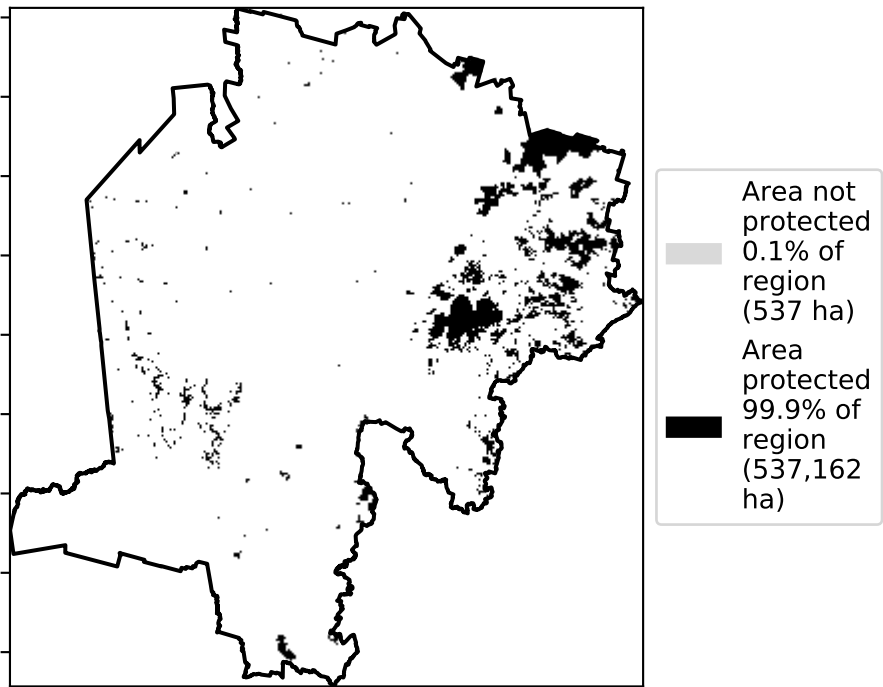 Area not
protected
0.1% of
region
(537 ha)
Area
protected
99.9% of
region
(537,162
ha)